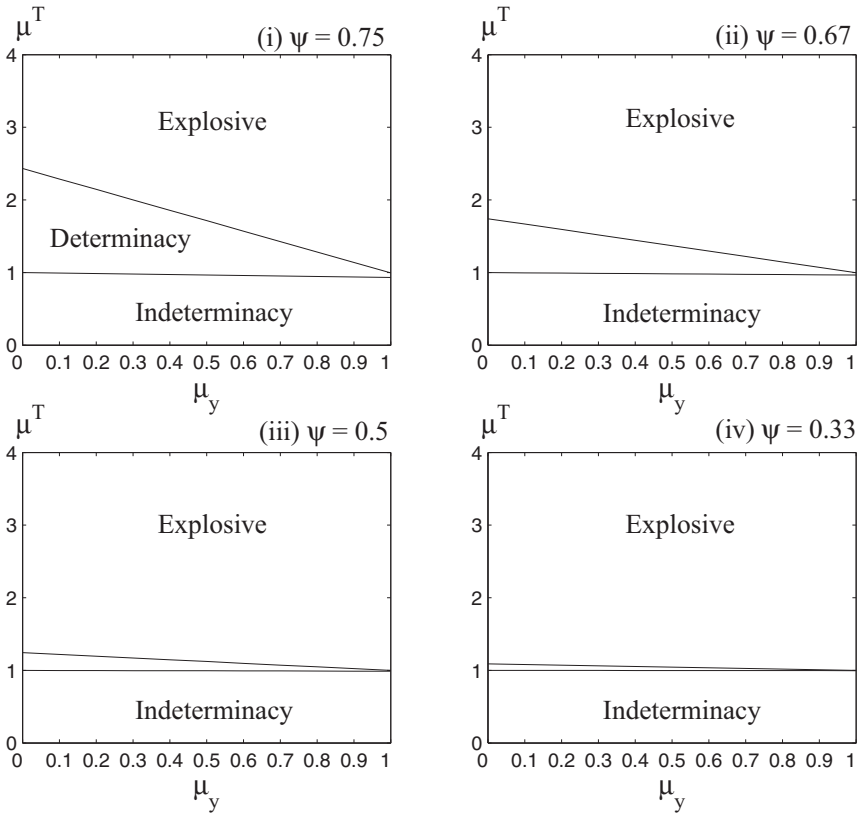 μ^T
(i) ψ = 0.75
4
3
2
1
0
Explosive
Determinacy
Indeterminacy
0 0.1 0.2 0.3 0.4 0.5 0.6 0.7 0.8 0.9 1
μ_y
μ^T
(ii) ψ = 0.67
4
3
2
1
0
Explosive
Indeterminacy
0 0.1 0.2 0.3 0.4 0.5 0.6 0.7 0.8 0.9 1
μ_y
μ^T
(iii) ψ = 0.5
4
3
2
1
0
Explosive
Indeterminacy
0 0.1 0.2 0.3 0.4 0.5 0.6 0.7 0.8 0.9 1
μ_y
μ^T
(iv) ψ = 0.33
4
3
2
1
0
Explosive
Indeterminacy
0 0.1 0.2 0.3 0.4 0.5 0.6 0.7 0.8 0.9 1
μ_y